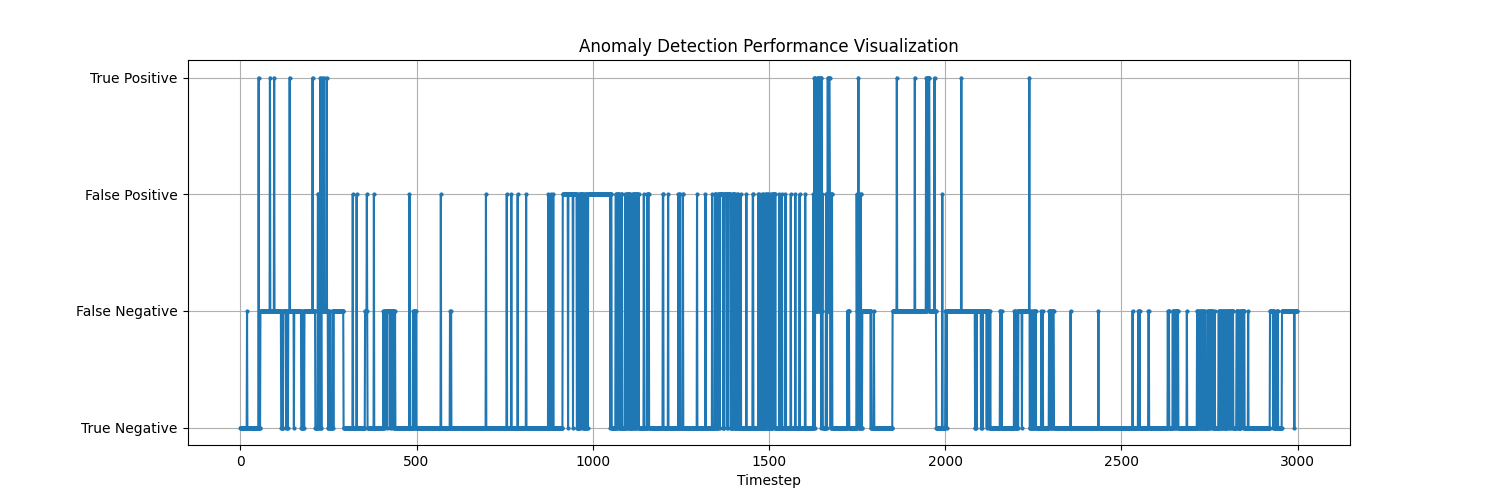 Anomaly Detection Performance Visualization
True Positive
False Positive
False Negative
True Negative
0 500 1000 1500 2000 2500 3000
Timestep